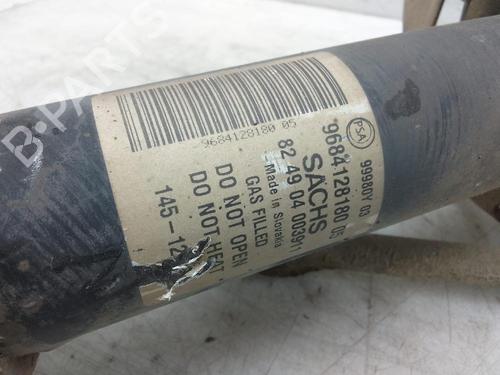 B-PARTS
9684128180 05
PSA 99980Y 03
9684128180 05
SACHS
82 49 04 00391
Made in Slovakia
GAS FILLED
DO NOT OPEN
DO NOT HEAT
145-12